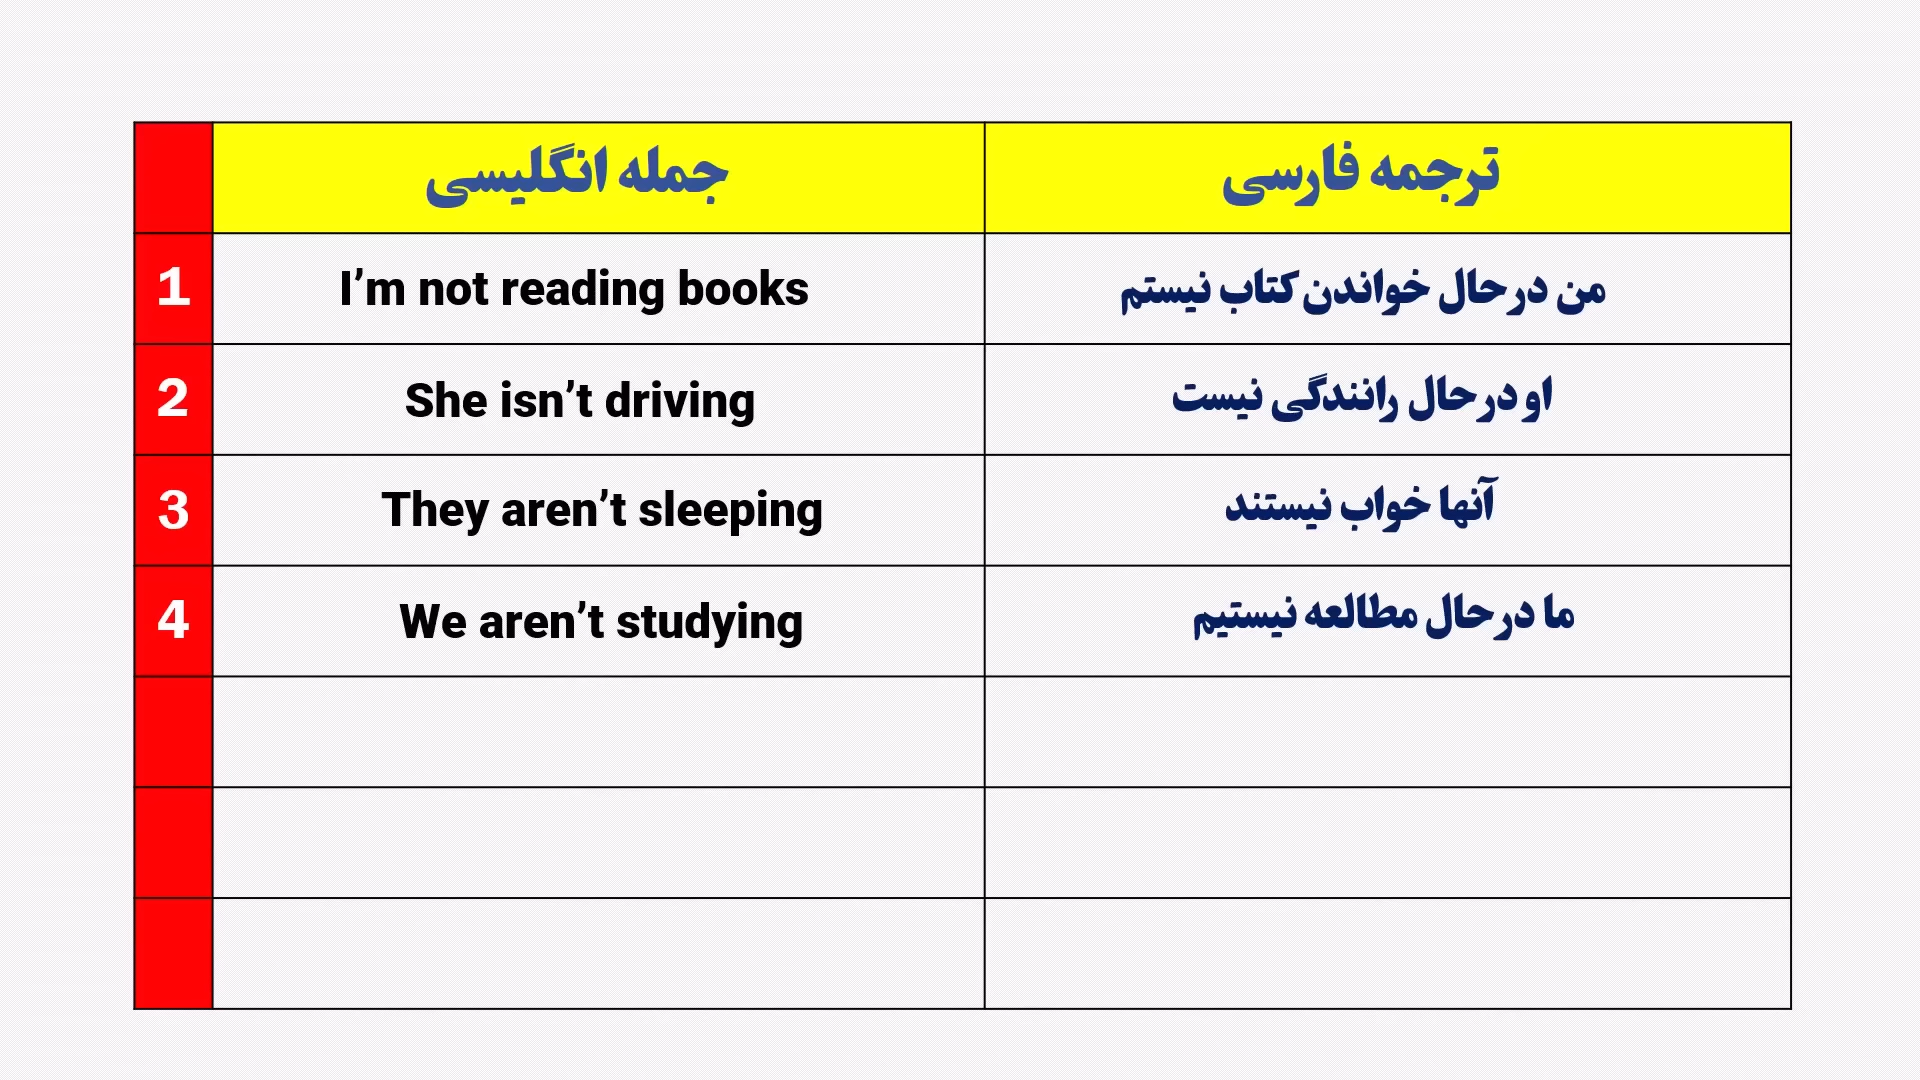 جمله انگلیسی ترجمه فارسی
1 I’m not reading books من درحال خواندن کتاب نیستم
2 She isn’t driving او درحال رانندگی نیست
3 They aren’t sleeping آنها خواب نیستند
4 We aren’t studying ما درحال مطالعه نیستیم